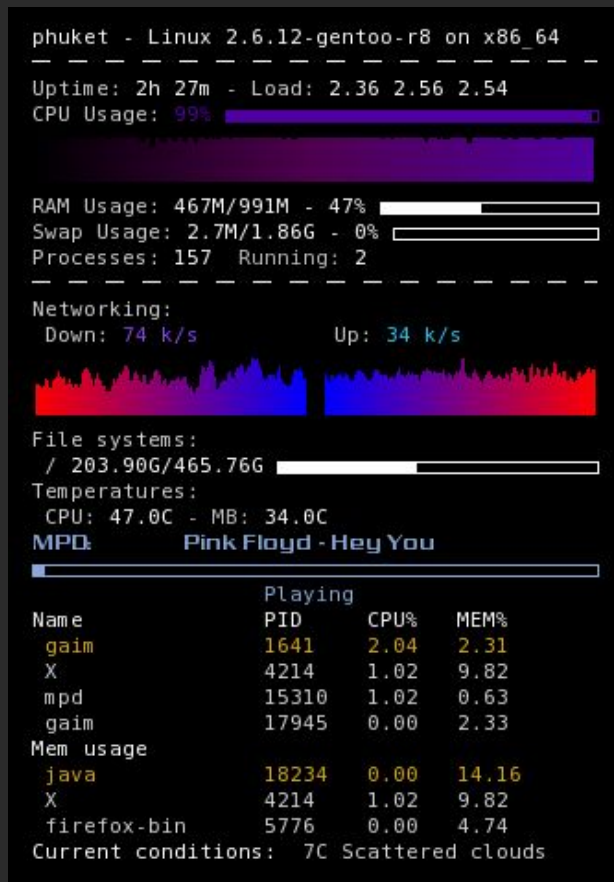 phuket - Linux 2.6.12-gentoo-r8 on x86_64
Uptime: 2h 27m - Load: 2.36 2.56 2.54
CPU Usage: 99%
RAM Usage: 467M/991M - 47%
Swap Usage: 2.7M/1.86G - 0%
Processes: 157 Running: 2
Networking:
Down: 74 k/s Up: 34 k/s
File systems:
/ 203.90G/465.76G
Temperatures:
CPU: 47.0C - MB: 34.0C
MPD: Pink Floyd - Hey You
Playing
Name PID CPU% MEM%
gaim 1641 2.04 2.31
X 4214 1.02 9.82
mpd 15310 1.02 0.63
gaim 17945 0.00 2.33
Mem usage
java 18234 0.00 14.16
X 4214 1.02 9.82
firefox-bin 5776 0.00 4.74
Current conditions: 7C Scattered clouds